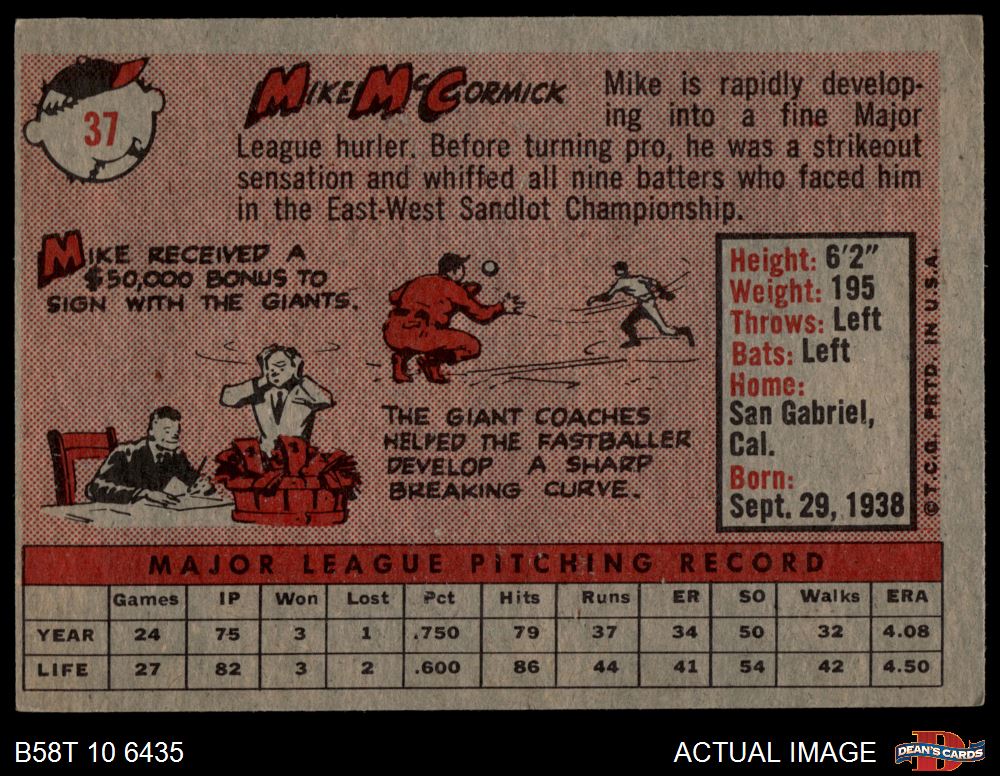 37
MIKE McCORMICK
Mike is rapidly develop-
ing into a fine Major
League hurler. Before turning pro, he was a strikeout
sensation and whiffed all nine batters who faced him
in the East-West Sandlot Championship.
MIKE RECEIVED A
$50,000 BONUS TO
SIGN WITH THE GIANTS.
THE GIANT COACHES
HELPED THE FASTBALLER
DEVELOP A SHARP
BREAKING CURVE.
Height: 6'2"
Weight: 195
Throws: Left
Bats: Left
Home:
San Gabriel,
Cal.
Born:
Sept. 29, 1938
©T.C.G. PRTD. IN U.S.A.
MAJOR LEAGUE PITCHING RECORD
Games IP Won Lost Pct Hits Runs ER SO Walks ERA
YEAR 24 75 3 1 .750 79 37 34 50 32 4.08
LIFE 27 82 3 2 .600 86 44 41 54 42 4.50
B58T 10 6435
ACTUAL IMAGE
DEAN'S CARDS